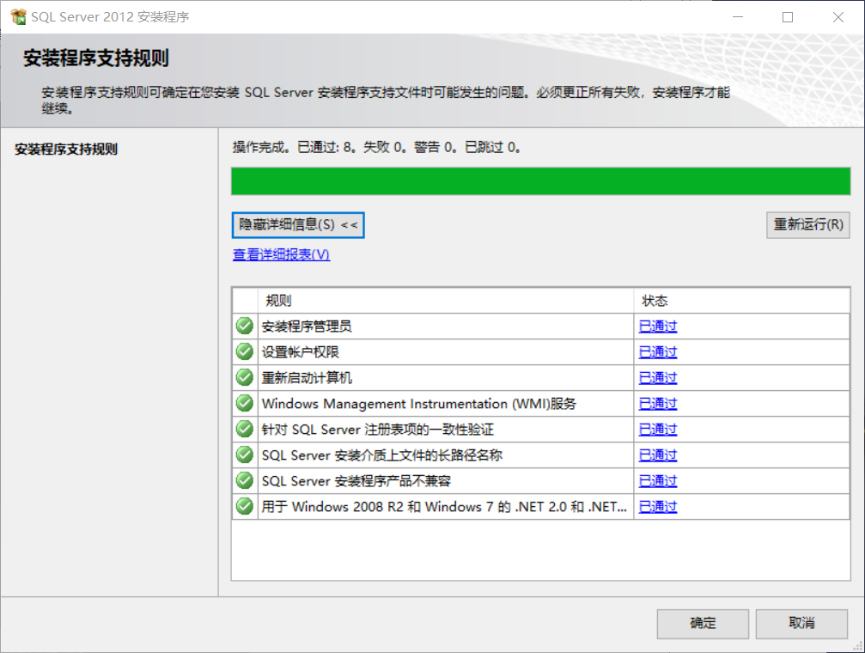 SQL Server 2012 安装程序
安装程序支持规则
安装程序支持规则可确定在您安装 SQL Server 安装程序支持文件时可能发生的问题。必须更正所有失败，安装程序才能
继续。
安装程序支持规则
操作完成。已通过: 8。失败 0。警告 0。已跳过 0。
隐藏详细信息(S) <<
重新运行(R)
查看详细报表(V)
规则 状态
安装程序管理员 已通过
设置帐户权限 已通过
重新启动计算机 已通过
Windows Management Instrumentation (WMI)服务 已通过
针对 SQL Server 注册表项的一致性验证 已通过
SQL Server 安装介质上文件的长路径名称 已通过
SQL Server 安装程序产品不兼容 已通过
用于 Windows 2008 R2 和 Windows 7 的 .NET 2.0 和 .NET... 已通过
确定 取消